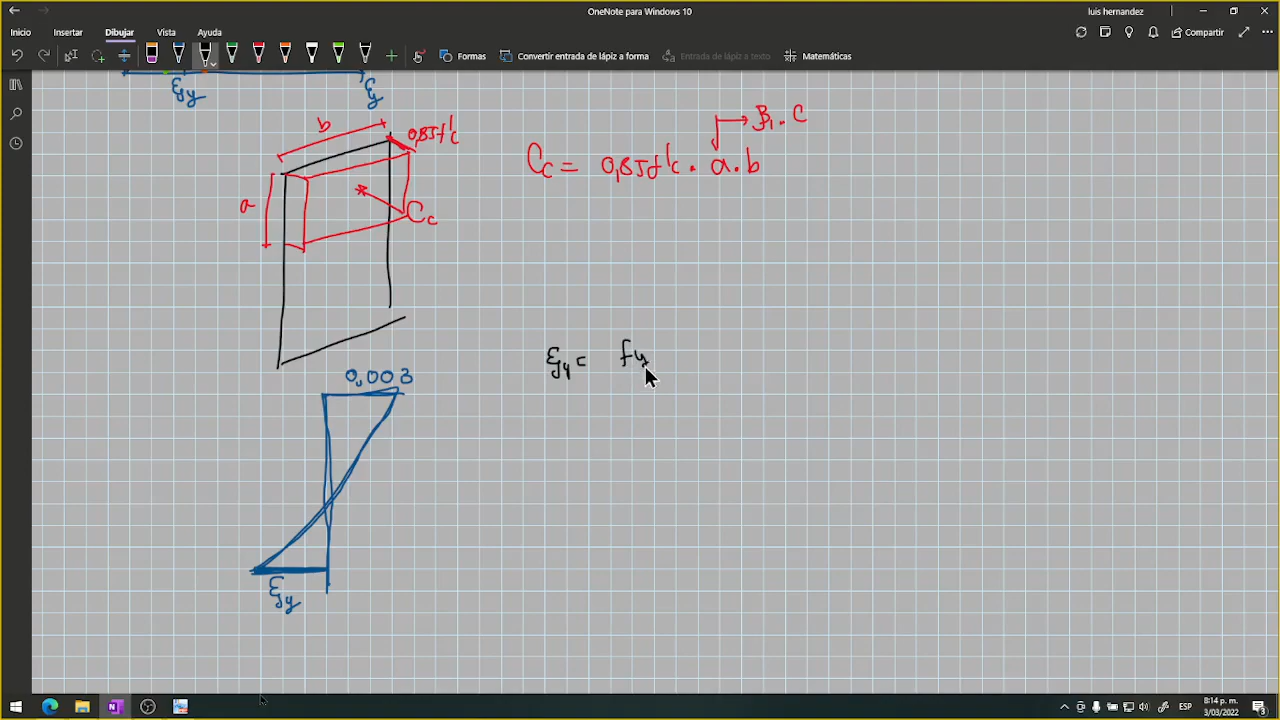 OneNote para Windows 10
luis hernandez
Inicio Insertar Dibujar Vista Ayuda
Compartir
Formas Convertir entrada de lápiz a forma Entrada de lápiz a texto Matemáticas
εy εy
b 0,85f'c
a
Cc
β1 . C
Cc = 0,85f'c . a . b
εy = fy
0,003
εy
ESP
8:14 p. m.
3/03/2022
3